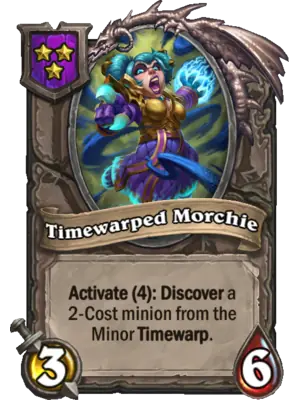 Timewarped Morchie
Activate (4): Discover a
2-Cost minion from the
Minor Timewarp.
3
6